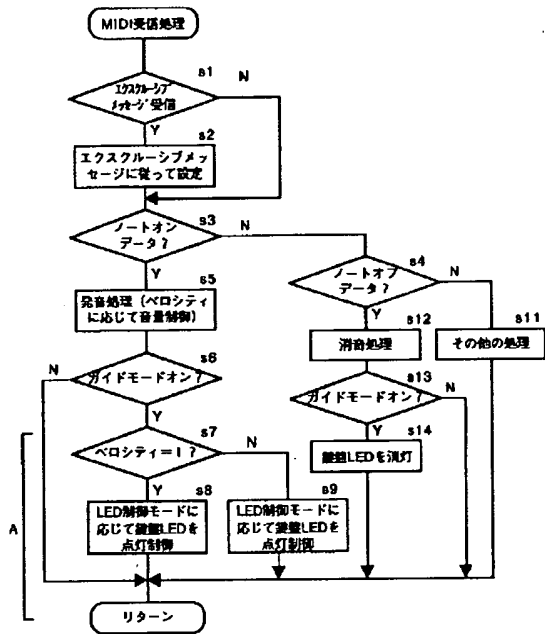 MIDI受信処理
s1
エクスクルーシブ
メッセージ受信
N
Y
s2
エクスクルーシブメッ
セージに従って設定
s3
ノートオン
データ?
N
Y
s4
ノートオフ
データ?
N
Y
s5
発音処理(ベロシティ
に応じて音量制御)
s12
消音処理
s11
その他の処理
s6
N
ガイドモードオン?
Y
s13
ガイドモードオン?
N
Y
s7
ベロシティ=1?
N
Y
s14
鍵盤LEDを消灯
A
s8
LED制御モードに
応じて鍵盤LEDを
点灯制御
s9
LED制御モードに
応じて鍵盤LEDを
点灯制御
リターン